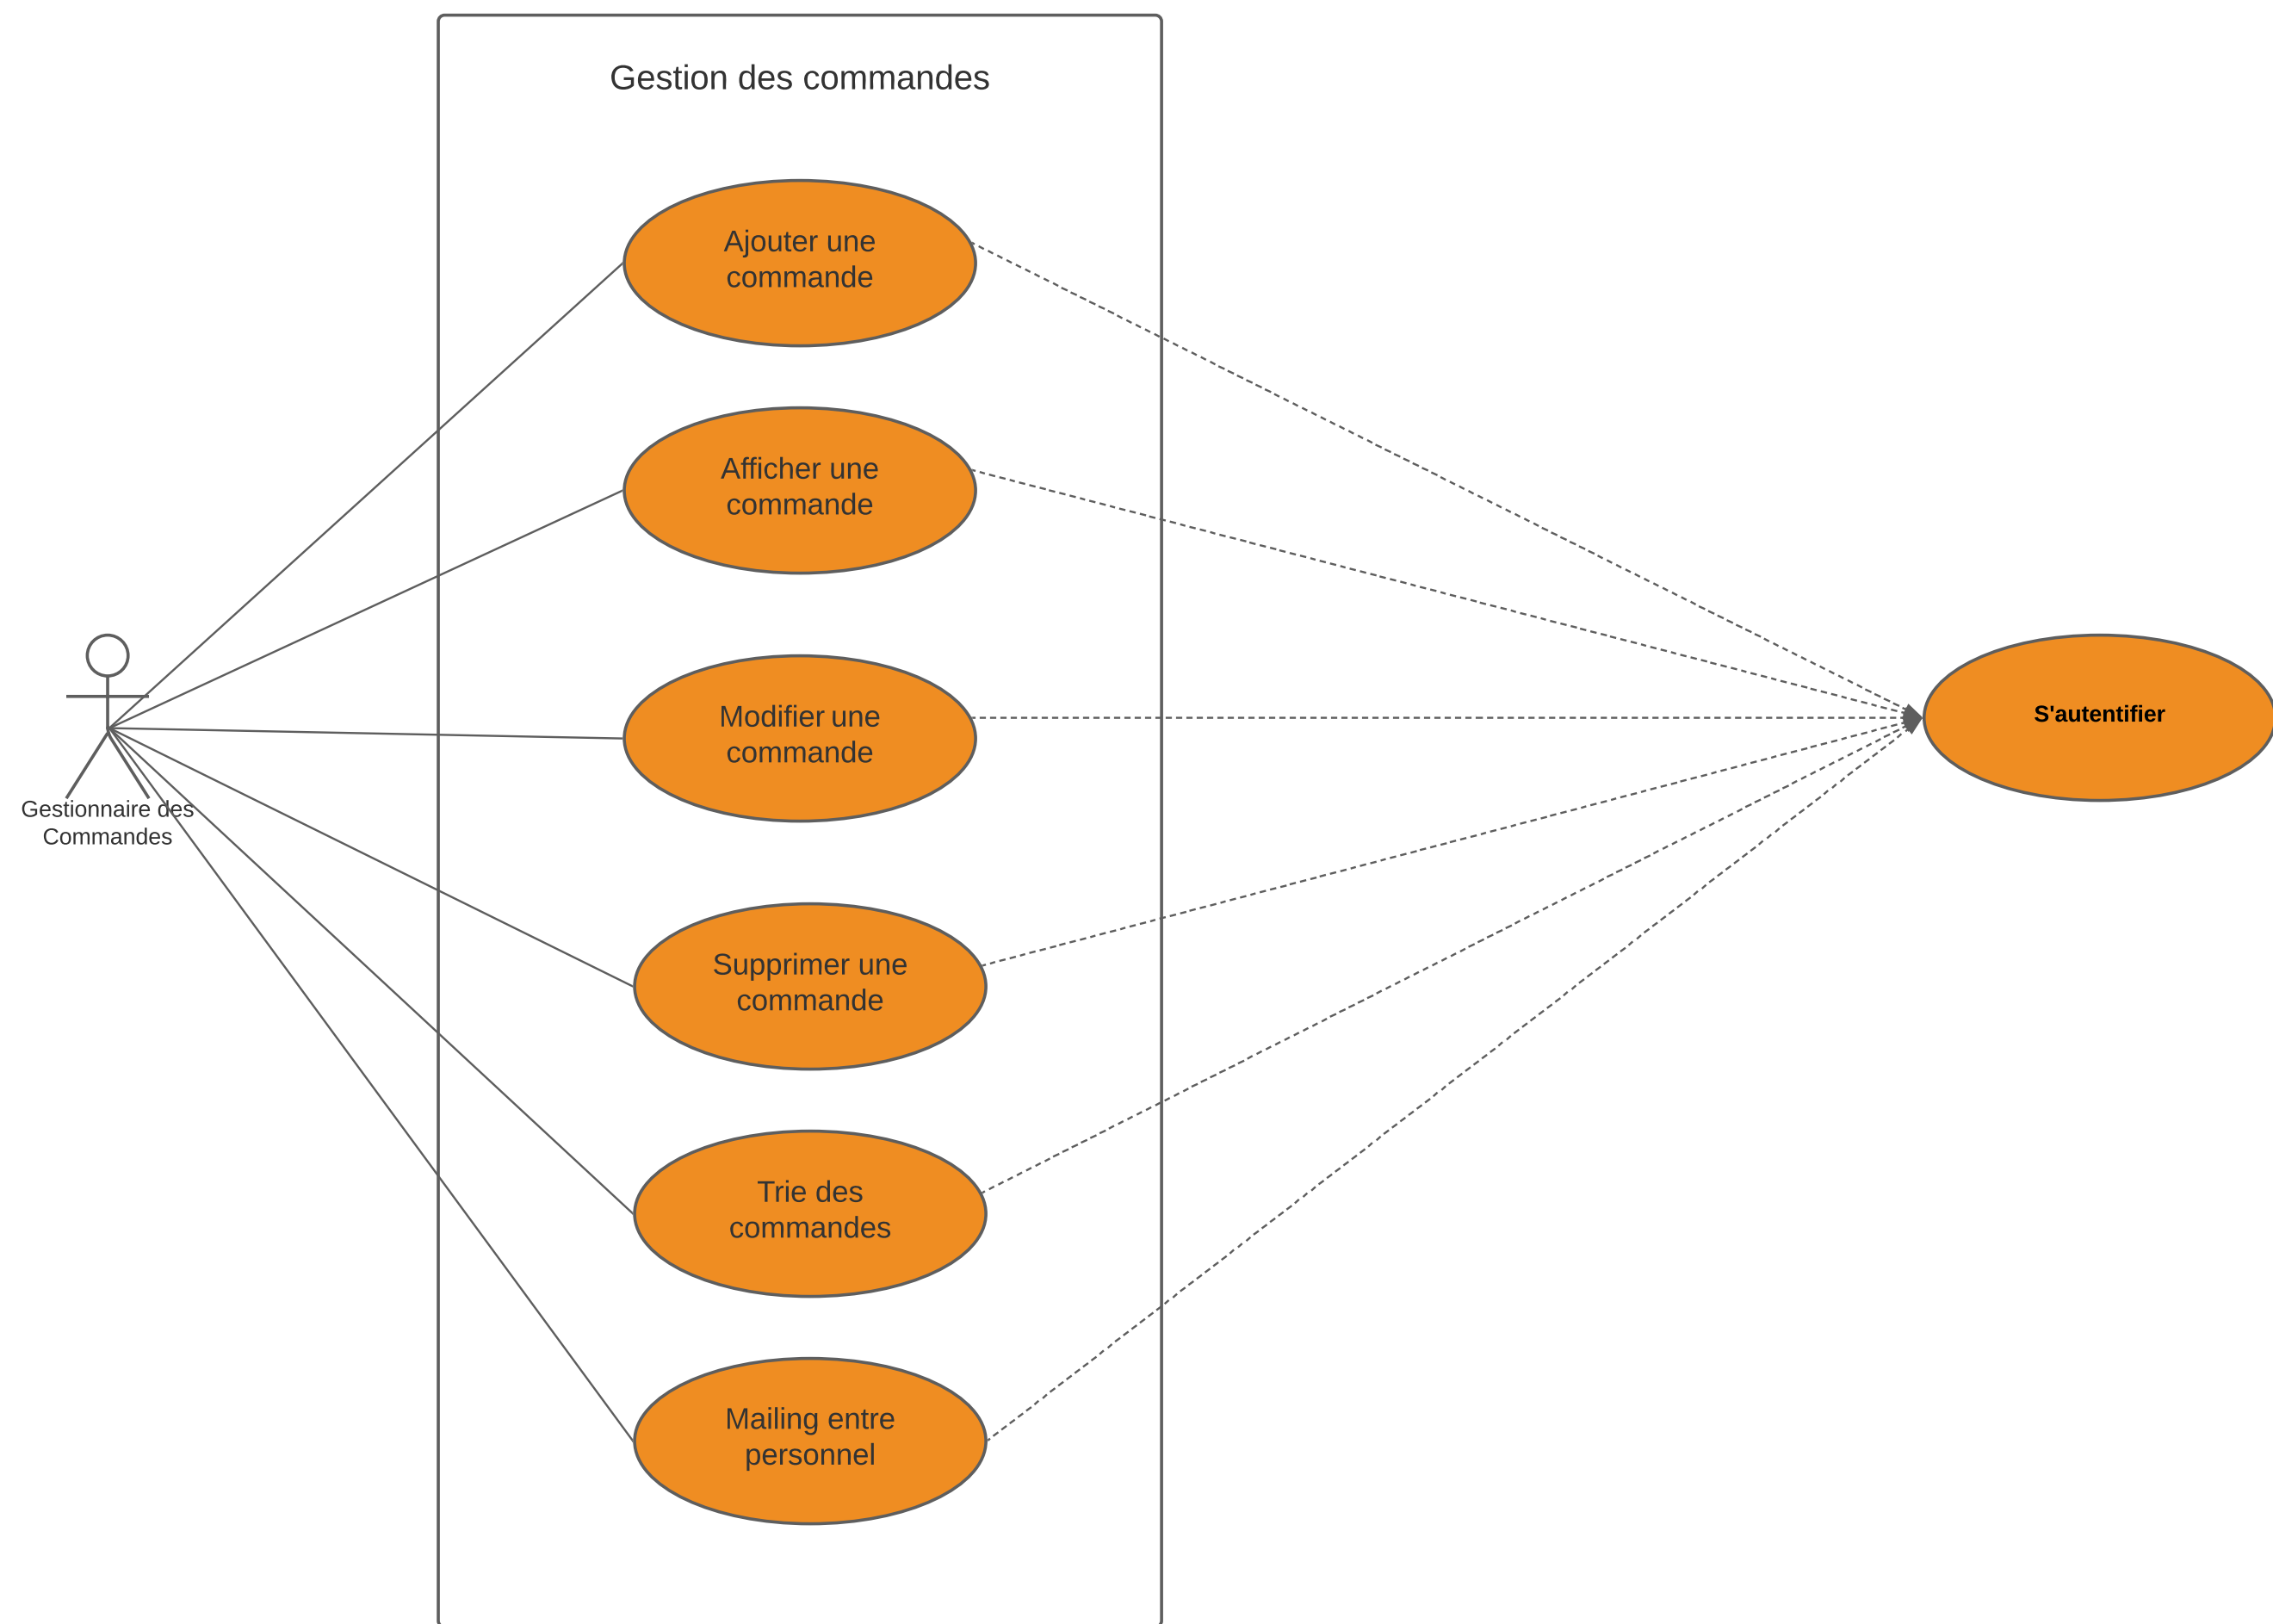 Gestion des commandes
Ajouter une
commande
Afficher une
commande
Modifier une
commande
S'autentifier
Gestionnaire des
Commandes
Supprimer une
commande
Trie des
commandes
Mailing entre
personnel